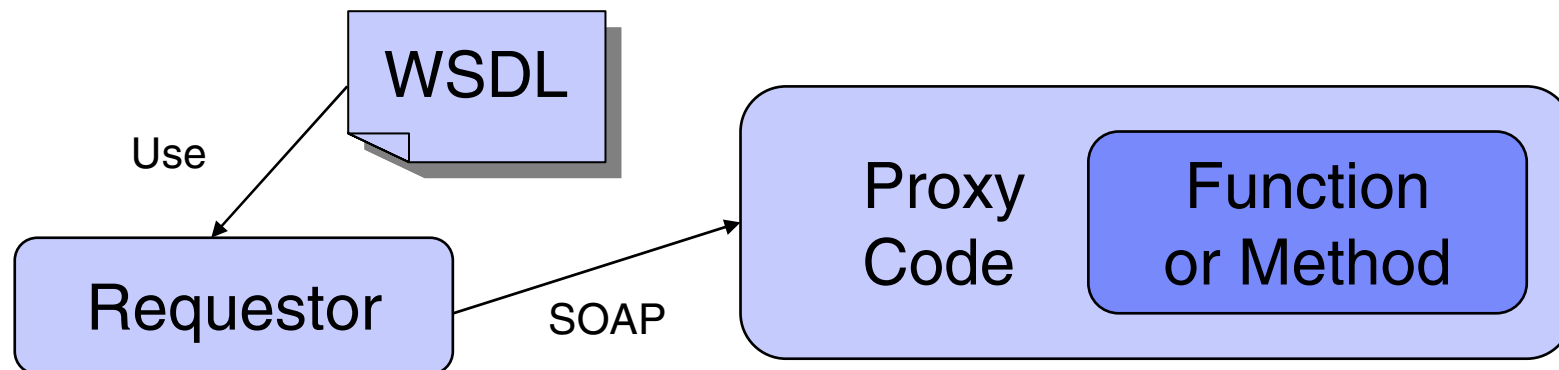 WSDL
Use
Requestor
SOAP
Proxy
Code
Function
or Method